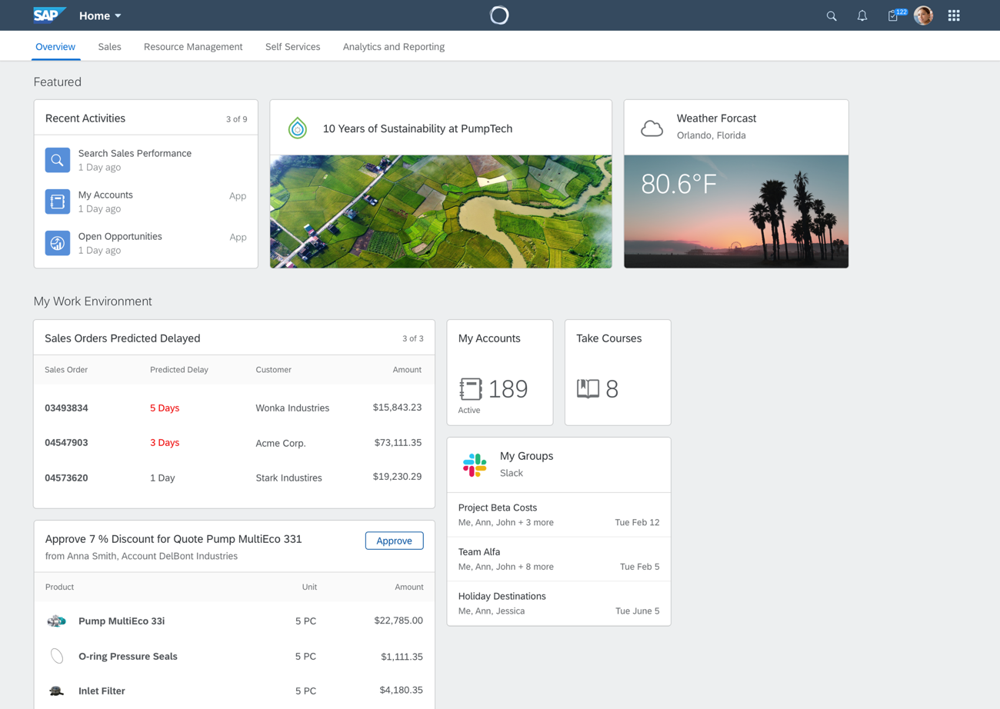 SAP Home
122
Overview Sales Resource Management Self Services Analytics and Reporting
Featured
Recent Activities 3 of 9
Search Sales Performance
1 Day ago
My Accounts App
1 Day ago
Open Opportunities App
1 Day ago
10 Years of Sustainability at PumpTech
Weather Forcast
Orlando, Florida
80.6°F
My Work Environment
Sales Orders Predicted Delayed 3 of 3
Sales Order Predicted Delay Customer Amount
03493834 5 Days Wonka Industries $15,843.23
04547903 3 Days Acme Corp. $73,111.35
04573620 1 Day Stark Industires $19,230.29
My Accounts
189
Active
Take Courses
8
My Groups
Slack
Project Beta Costs
Me, Ann, John + 3 more Tue Feb 12
Team Alfa
Me, Ann, John + 8 more Tue Feb 5
Holiday Destinations
Me, Ann, Jessica Tue June 5
Approve 7 % Discount for Quote Pump MultiEco 331 Approve
from Anna Smith, Account DelBont Industries
Product Unit Amount
Pump MultiEco 33i 5 PC $22,785.00
O-ring Pressure Seals 5 PC $1,111.35
Inlet Filter 5 PC $4,180.35